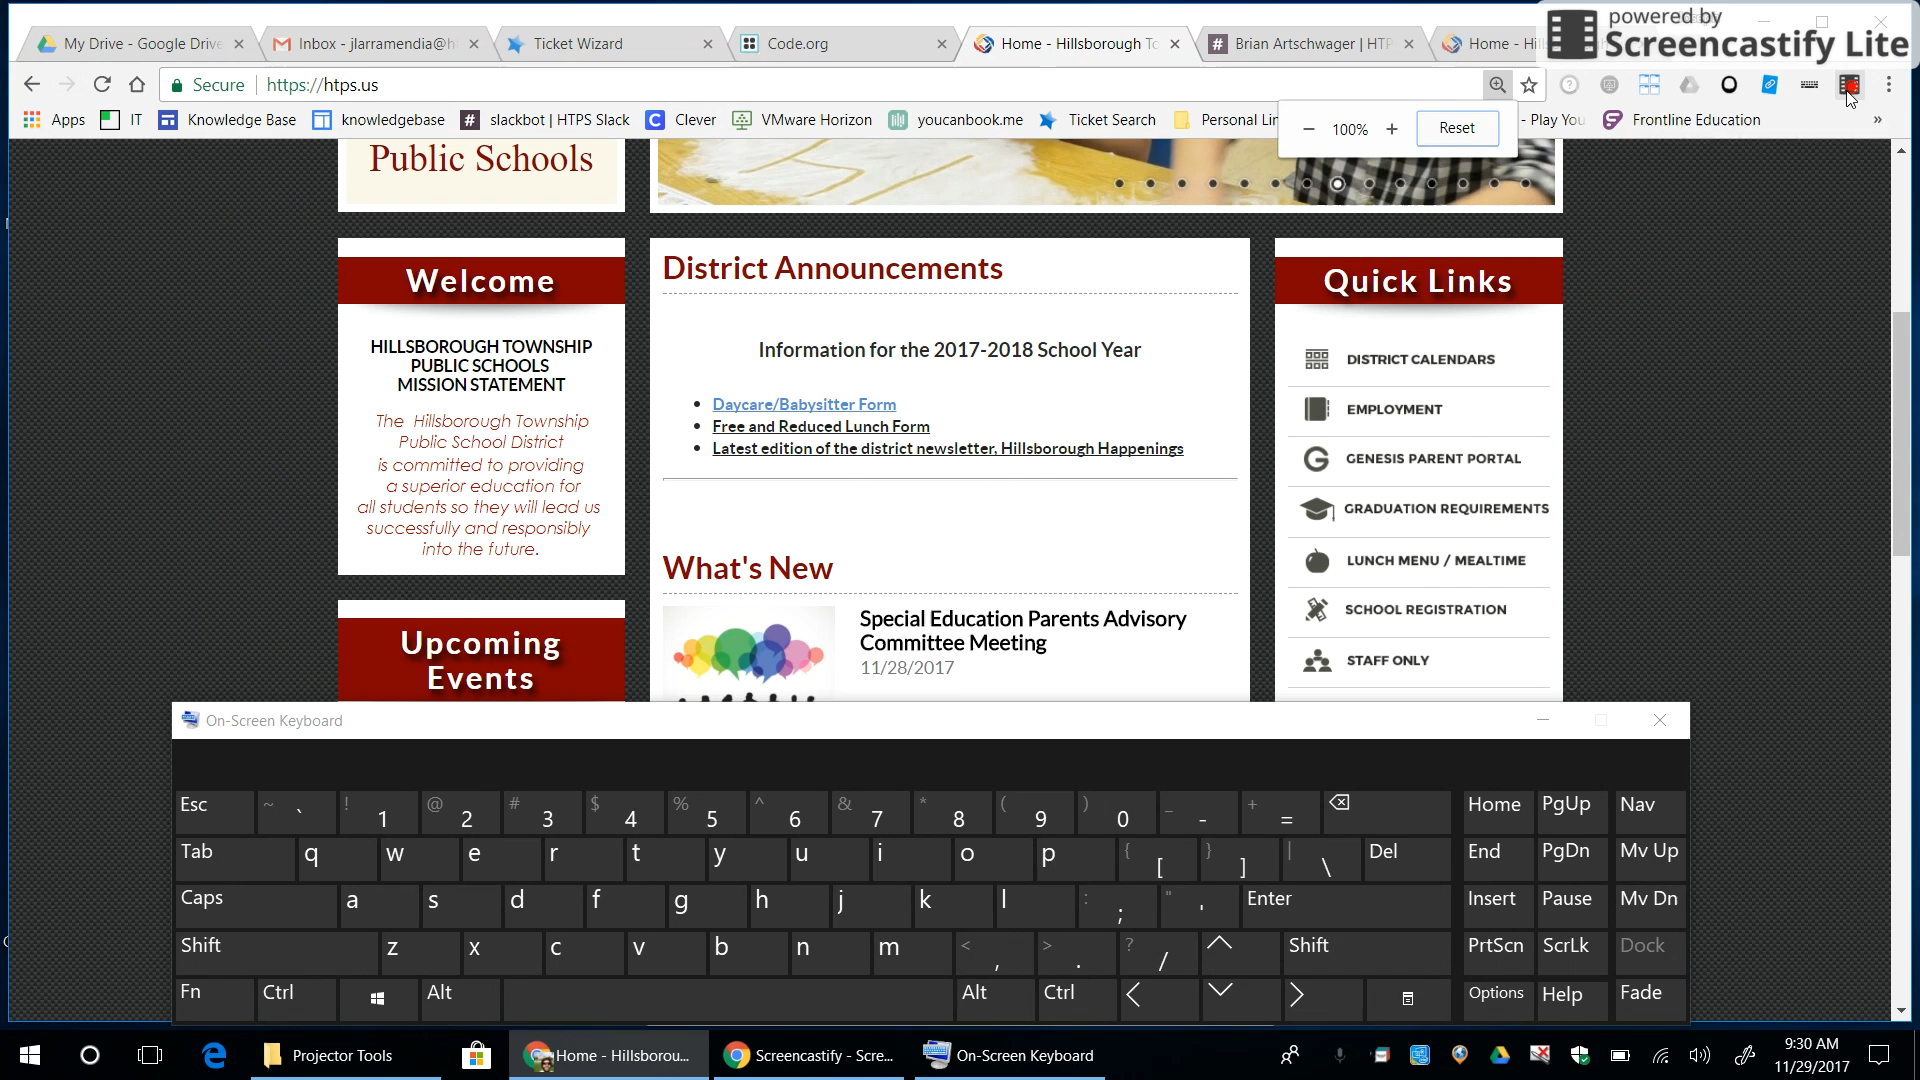 powered by
Screencastify Lite
My Drive - Google Drive
Inbox - jlarramendia@h
Ticket Wizard
Code.org
Home - Hillsborough To
Brian Artschwager | HTP
Home - Hi
Secure
https://htps.us
Apps
IT
Knowledge Base
knowledgebase
slackbot | HTPS Slack
Clever
VMware Horizon
youcanbook.me
Ticket Search
Personal Lin
- Play You
Frontline Education
»
− 100% +
Reset
Public Schools
Welcome
HILLSBOROUGH TOWNSHIP
PUBLIC SCHOOLS
MISSION STATEMENT
The Hillsborough Township
Public School District
is committed to providing
a superior education for
all students so they will lead us
successfully and responsibly
into the future.
Upcoming
Events
District Announcements
Information for the 2017-2018 School Year
• Daycare/Babysitter Form
• Free and Reduced Lunch Form
• Latest edition of the district newsletter, Hillsborough Happenings
What's New
Special Education Parents Advisory
Committee Meeting
11/28/2017
Quick Links
DISTRICT CALENDARS
EMPLOYMENT
GENESIS PARENT PORTAL
GRADUATION REQUIREMENTS
LUNCH MENU / MEALTIME
SCHOOL REGISTRATION
STAFF ONLY
On-Screen Keyboard
Esc ~ ` ! 1 @ 2 # 3 $ 4 % 5 ^ 6 & 7 * 8 ( 9 ) 0 _ - + = Home PgUp Nav
Tab q w e r t y u i o p { [ } ] | \ Del End PgDn Mv Up
Caps a s d f g h j k l : ; " ' Enter Insert Pause Mv Dn
Shift z x c v b n m < , > . ? / Shift PrtScn ScrLk Dock
Fn Ctrl Alt Alt Ctrl Options Help Fade
Projector Tools
Home - Hillsborou...
Screencastify - Scre...
On-Screen Keyboard
9:30 AM
11/29/2017